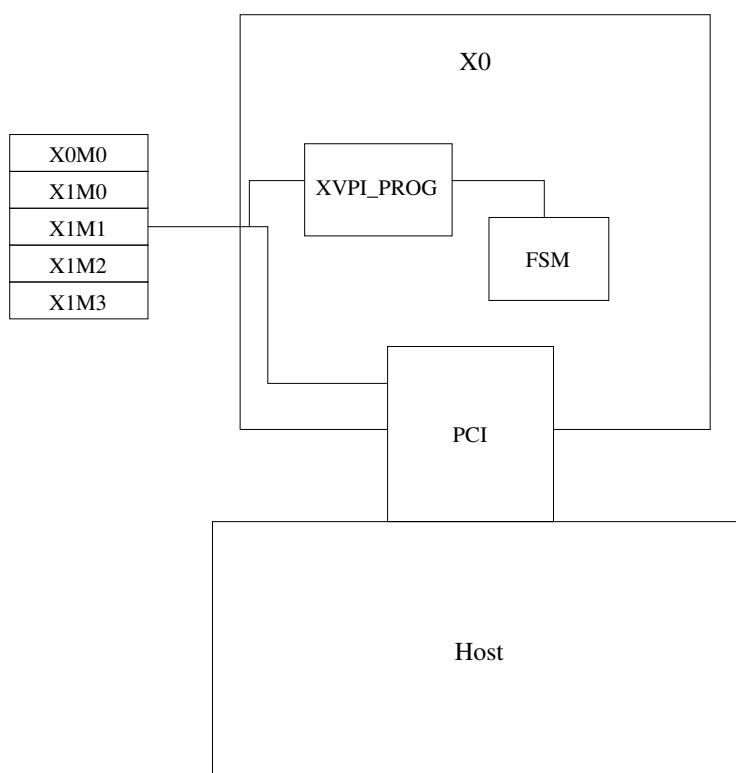 X0
X0M0
X1M0
X1M1
X1M2
X1M3
XVPI_PROG
FSM
PCI
Host